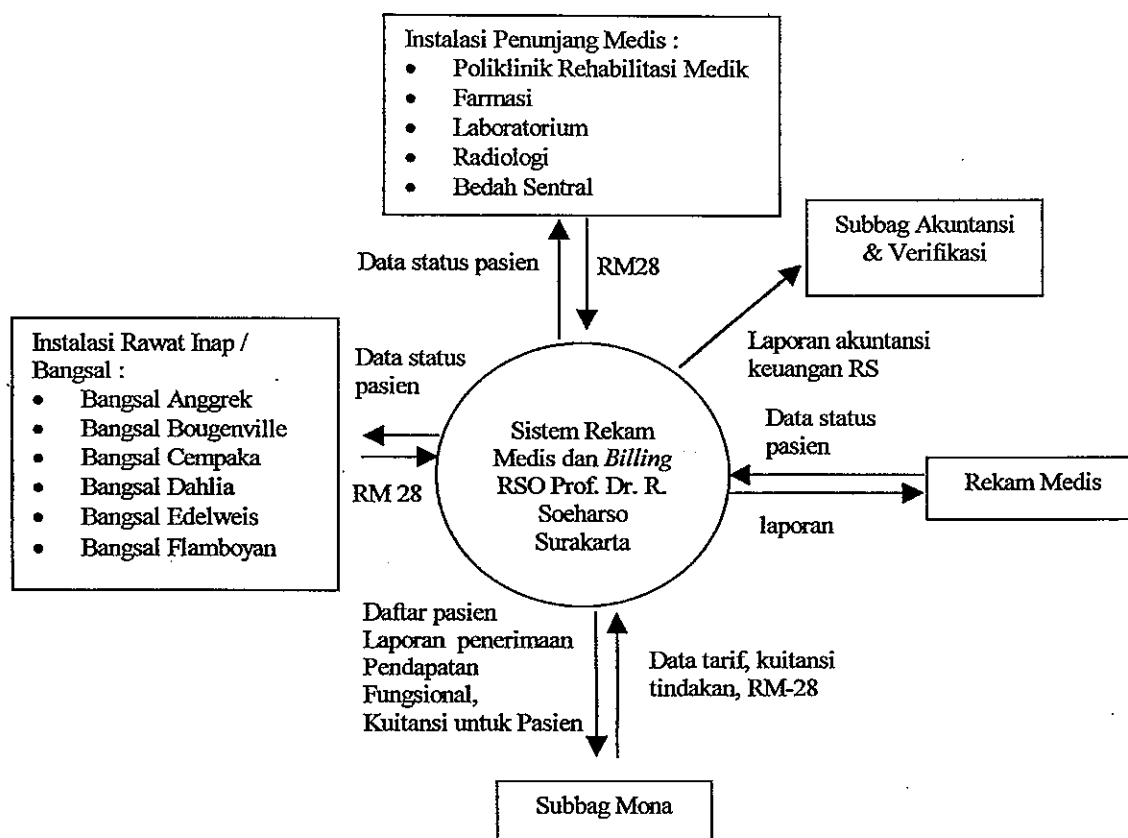 Instalasi Penunjang Medis :
• Poliklinik Rehabilitasi Medik
• Farmasi
• Laboratorium
• Radiologi
• Bedah Sentral
Subbag Akuntansi
& Verifikasi
Data status pasien
RM28
Laporan akuntansi
keuangan RS
Instalasi Rawat Inap /
Bangsal :
• Bangsal Anggrek
• Bangsal Bougenville
• Bangsal Cempaka
• Bangsal Dahlia
• Bangsal Edelweis
• Bangsal Flamboyan
Data status
pasien
RM 28
Sistem Rekam
Medis dan Billing
RSO Prof. Dr. R.
Soeharso
Surakarta
Data status
pasien
laporan
Rekam Medis
Daftar pasien
Laporan penerimaan
Pendapatan
Fungsional,
Kuitansi untuk Pasien
Data tarif, kuitansi
tindakan, RM-28
Subbag Mona